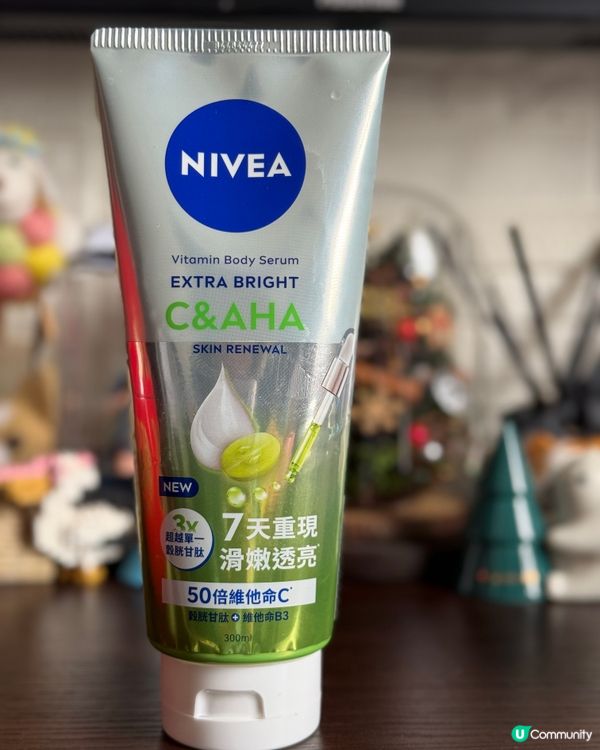 NIVEA
Vitamin Body Serum
EXTRA BRIGHT
C&AHA
SKIN RENEWAL
NEW
3x
超越單一
穀胱甘肽
7天重現
滑嫩透亮*
50倍維他命C*
穀胱甘肽 + 維他命B3
300ml
U Community